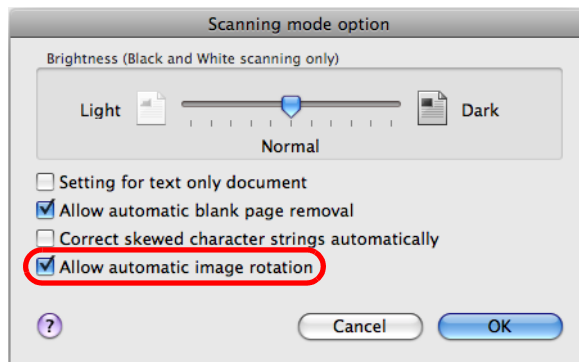 Scanning mode option
Brightness (Black and White scanning only)
Light Dark
Normal
Setting for text only document
Allow automatic blank page removal
Correct skewed character strings automatically
Allow automatic image rotation
? Cancel OK